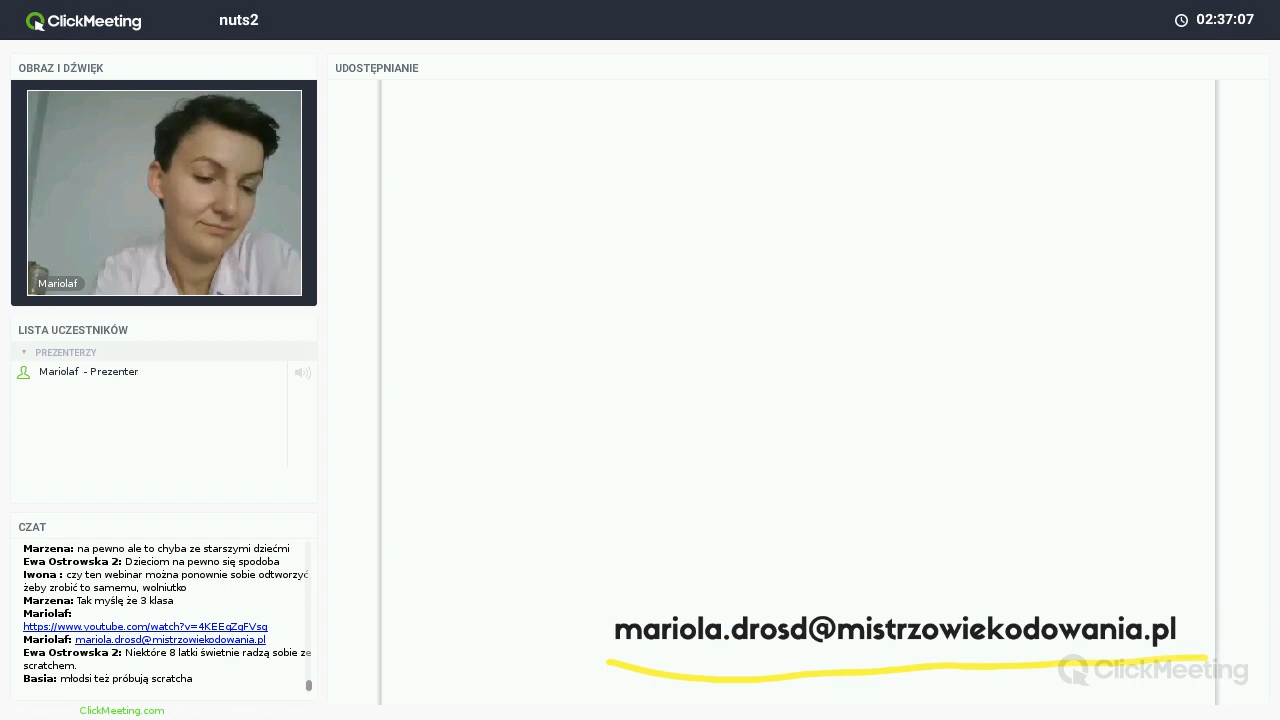 ClickMeeting
nuts2
02:37:07
OBRAZ I DŹWIĘK
UDOSTĘPNIANIE
Mariolaf
LISTA UCZESTNIKÓW
PREZENTERZY
Mariolaf - Prezenter
CZAT
Marzena: na pewno ale to chyba ze starszymi dziećmi
Ewa Ostrowska 2: Dzieciom na pewno się spodoba
Iwona : czy ten webinar można ponownie sobie odtworzyć
żeby zrobić to samemu, wolniutko
Marzena: Tak myślę że 3 klasa
Mariolaf:
https://www.youtube.com/watch?v=4KEEqZgFVsg
Mariolaf: mariola.drosd@mistrzowiekodowania.pl
Ewa Ostrowska 2: Niektóre 8 latki świetnie radzą sobie ze
scratchem.
Basia: młodsi też próbują scratcha
mariola.drosd@mistrzowiekodowania.pl
ClickMeeting
ClickMeeting.com